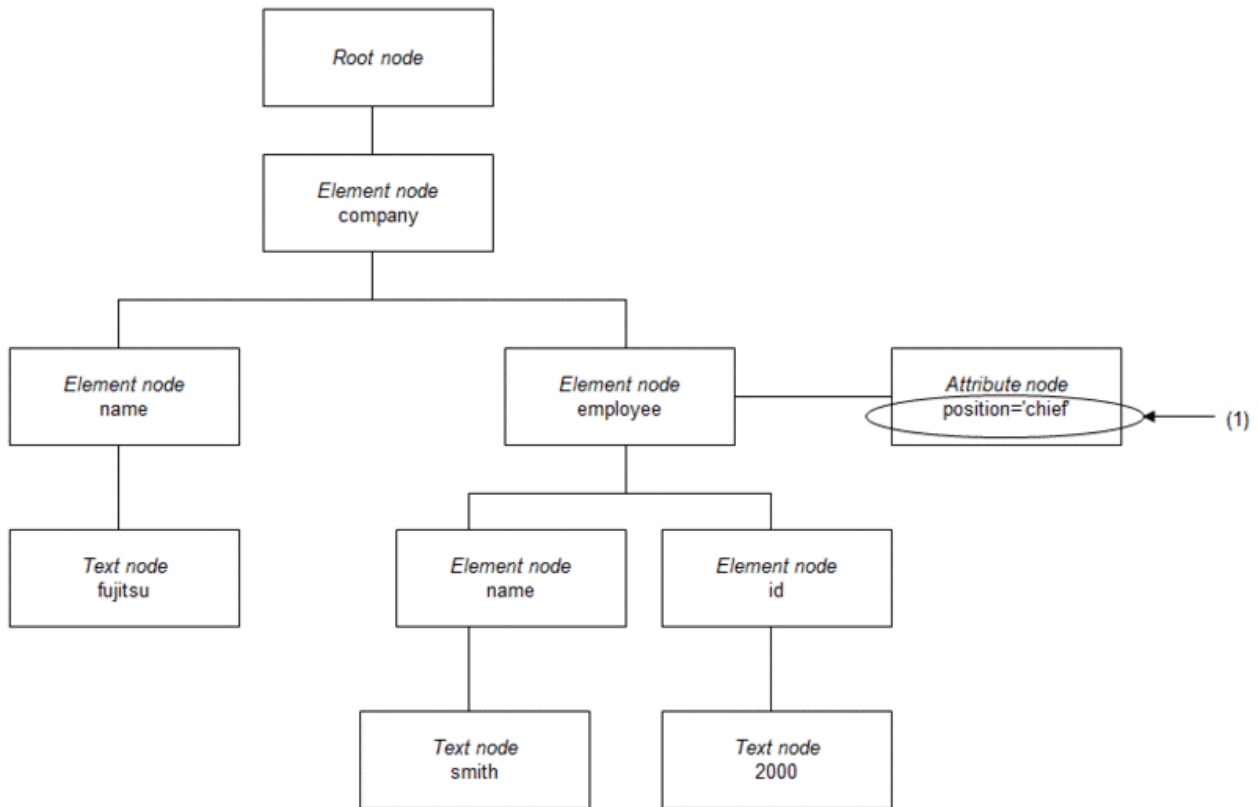 Root node
Element node
company
Element node
name
Element node
employee
Attribute node
position='chief'
(1)
Text node
fujitsu
Element node
name
Element node
id
Text node
smith
Text node
2000